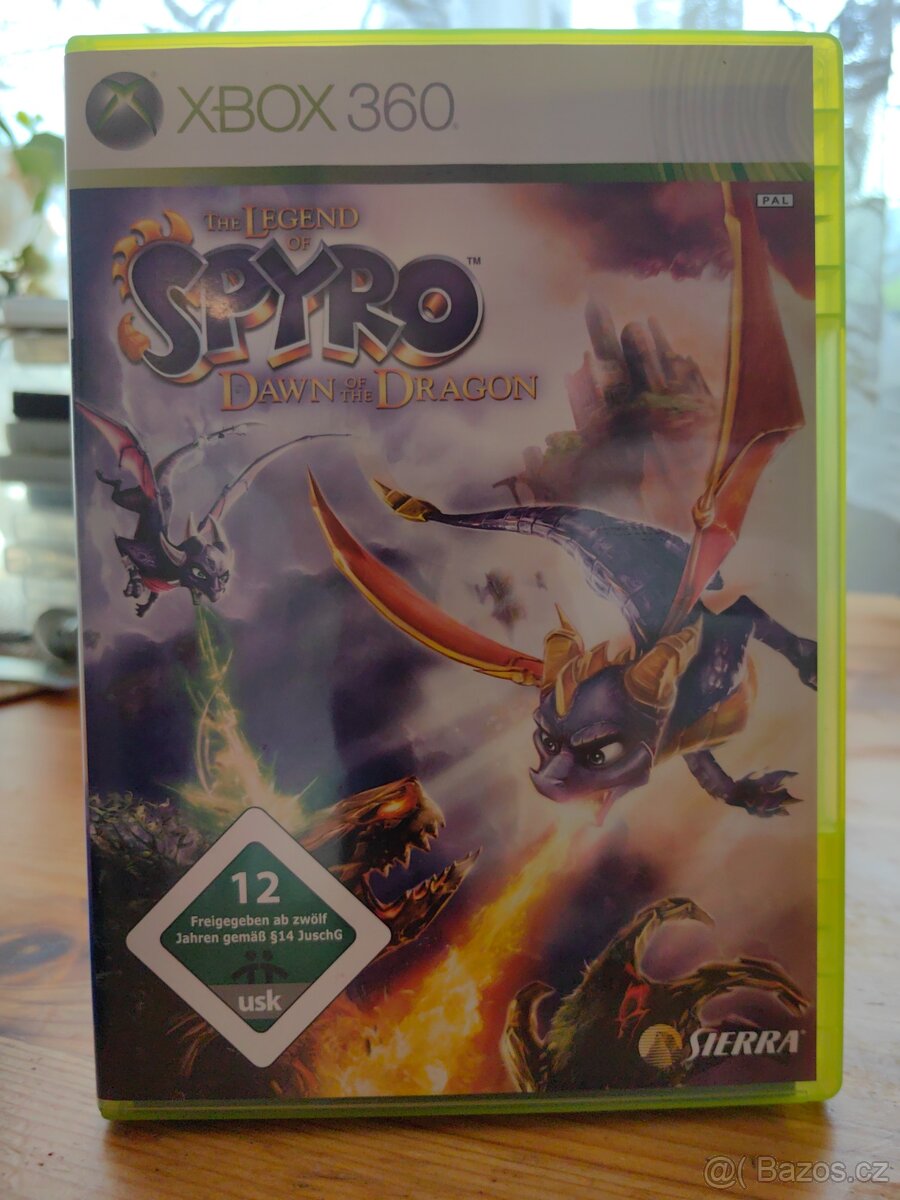 XBOX 360
PAL
THE LEGEND
OF
SPYRO™
DAWN OF THE DRAGON
12
Freigegeben ab zwölf
Jahren gemäß §14 JuschG
usk
SIERRA
@( Bazos.cz